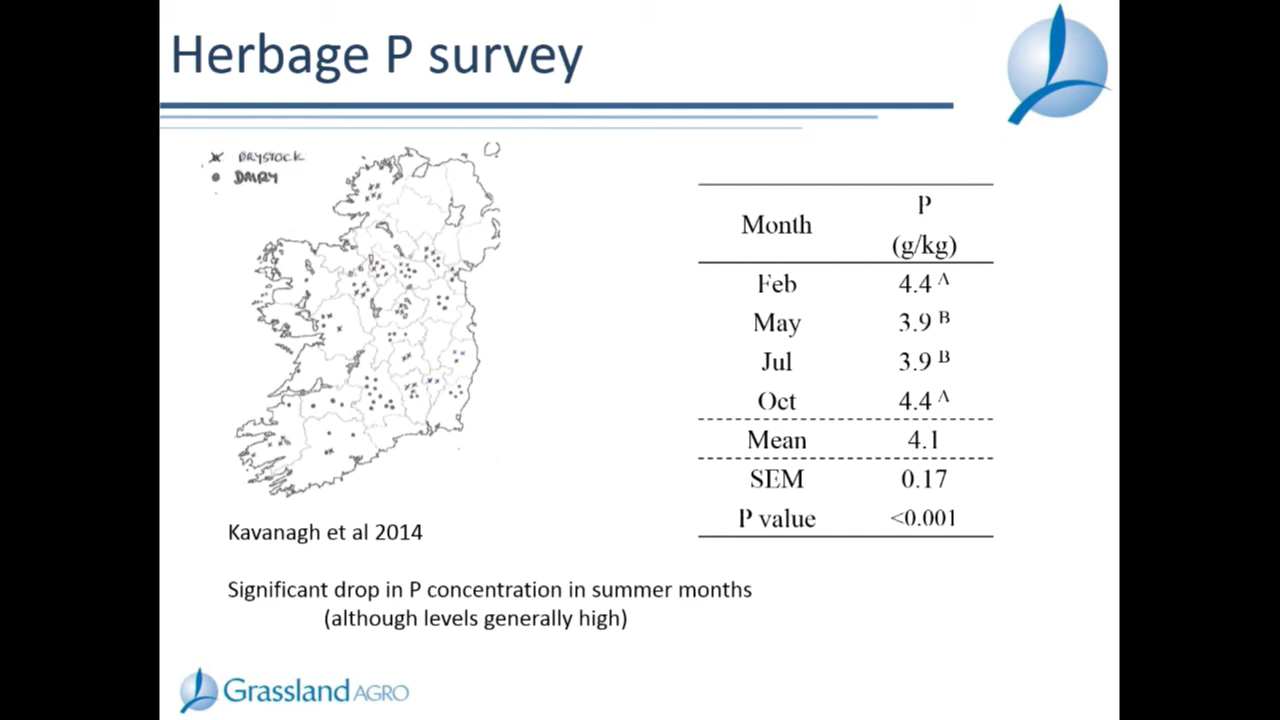 Herbage P survey
DRYSTOCK
DAIRY
Month P (g/kg)
Feb 4.4 A
May 3.9 B
Jul 3.9 B
Oct 4.4 A
Mean 4.1
SEM 0.17
P value <0.001
Kavanagh et al 2014
Significant drop in P concentration in summer months
(although levels generally high)
Grassland AGRO